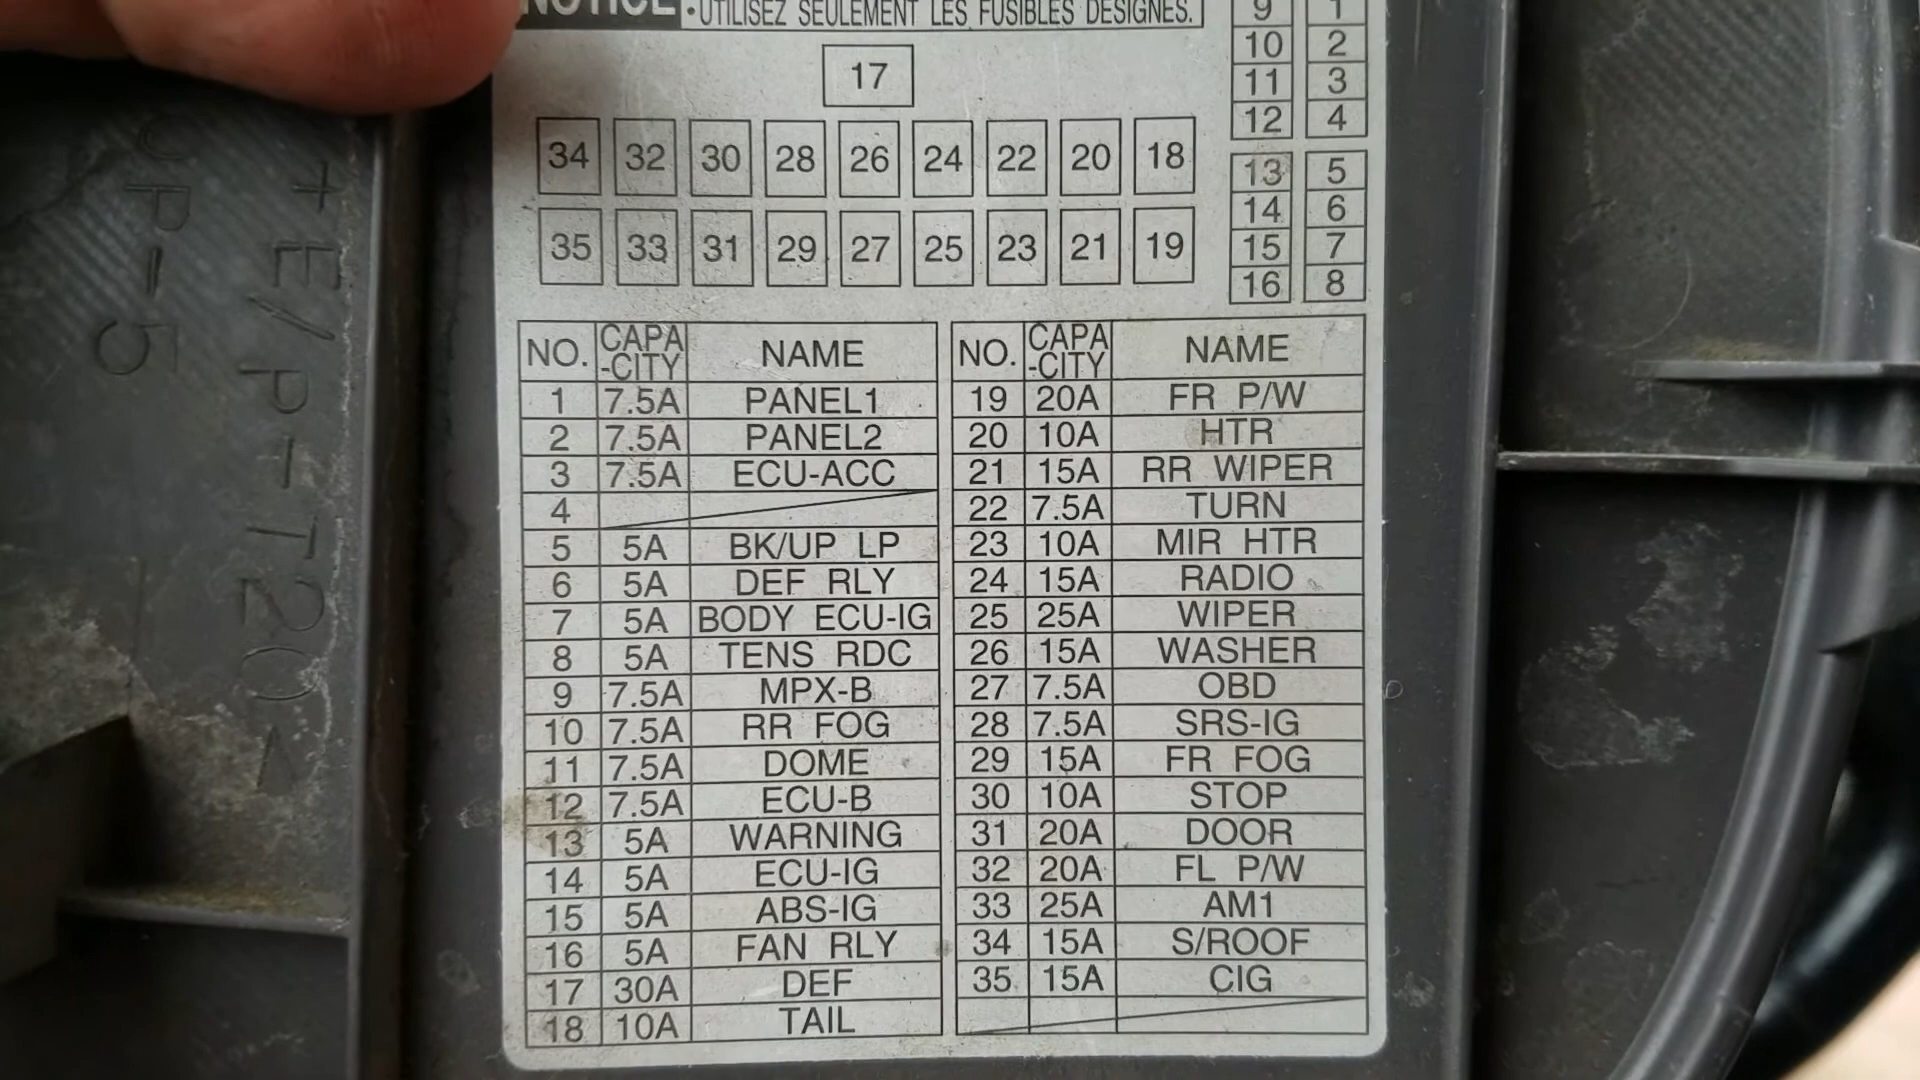 NOTICE •UTILISEZ SEULEMENT LES FUSIBLES DESIGNES.
9 1
10 2
11 3
12 4
17
34 32 30 28 26 24 22 20 18
13 5
14 6
35 33 31 29 27 25 23 21 19
15 7
16 8
NO. CAPA-CITY NAME NO. CAPA-CITY NAME
1 7.5A PANEL1 19 20A FR P/W
2 7.5A PANEL2 20 10A HTR
3 7.5A ECU-ACC 21 15A RR WIPER
4 22 7.5A TURN
5 5A BK/UP LP 23 10A MIR HTR
6 5A DEF RLY 24 15A RADIO
7 5A BODY ECU-IG 25 25A WIPER
8 5A TENS RDC 26 15A WASHER
9 7.5A MPX-B 27 7.5A OBD
10 7.5A RR FOG 28 7.5A SRS-IG
11 7.5A DOME 29 15A FR FOG
12 7.5A ECU-B 30 10A STOP
13 5A WARNING 31 20A DOOR
14 5A ECU-IG 32 20A FL P/W
15 5A ABS-IG 33 25A AM1
16 5A FAN RLY 34 15A S/ROOF
17 30A DEF 35 15A CIG
18 10A TAIL
+E/P-T20<